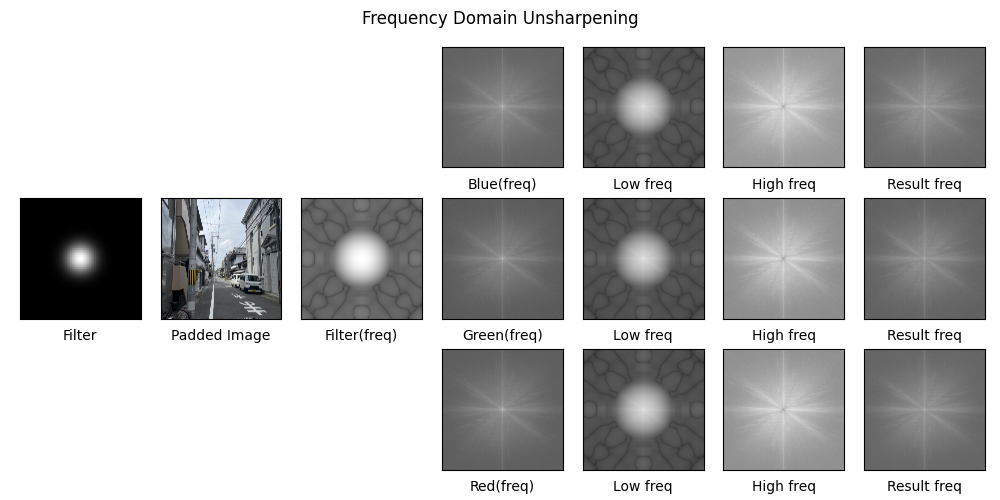 Frequency Domain Unsharpening
Blue(freq)
Low freq
High freq
Result freq
Filter
Padded Image
Filter(freq)
Green(freq)
Low freq
High freq
Result freq
Red(freq)
Low freq
High freq
Result freq